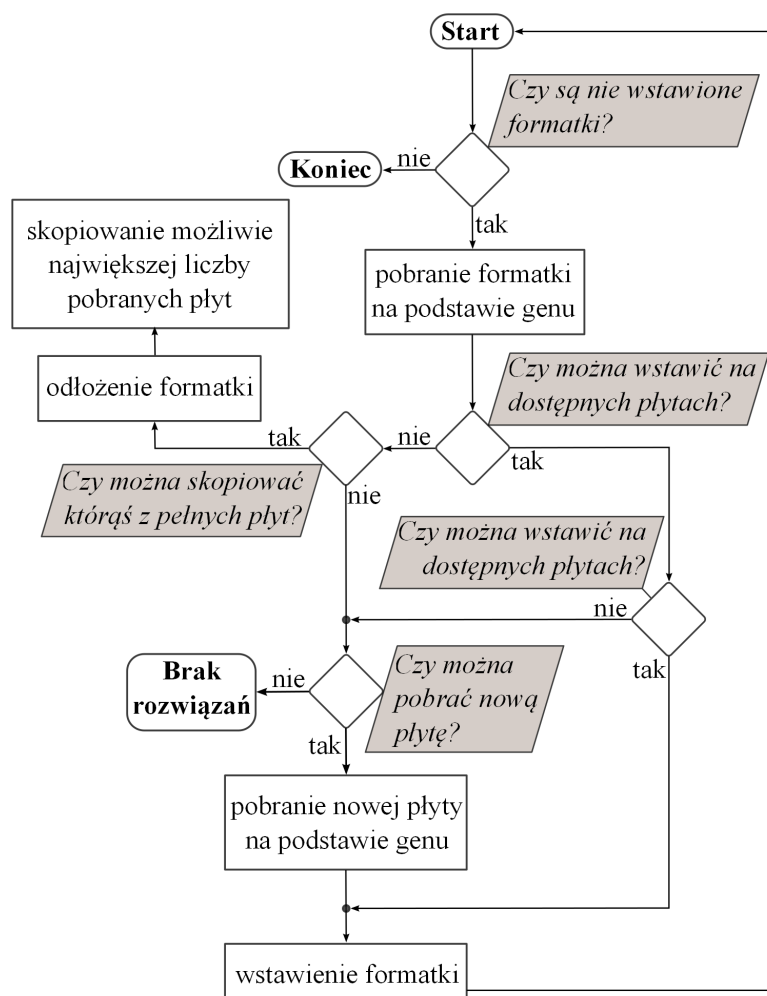 Start
Czy są nie wstawione
formatki?
nie
Koniec
tak
skopiowanie możliwie
największej liczby
pobranych płyt
pobranie formatki
na podstawie genu
odłożenie formatki
Czy można wstawić na
dostępnych płytach?
tak
nie
tak
Czy można skopiować
którąś z pełnych płyt?
nie
Czy można wstawić na
dostępnych płytach?
nie
tak
Brak
rozwiązań
nie
Czy można
pobrać nową
płytę?
tak
pobranie nowej płyty
na podstawie genu
wstawienie formatki